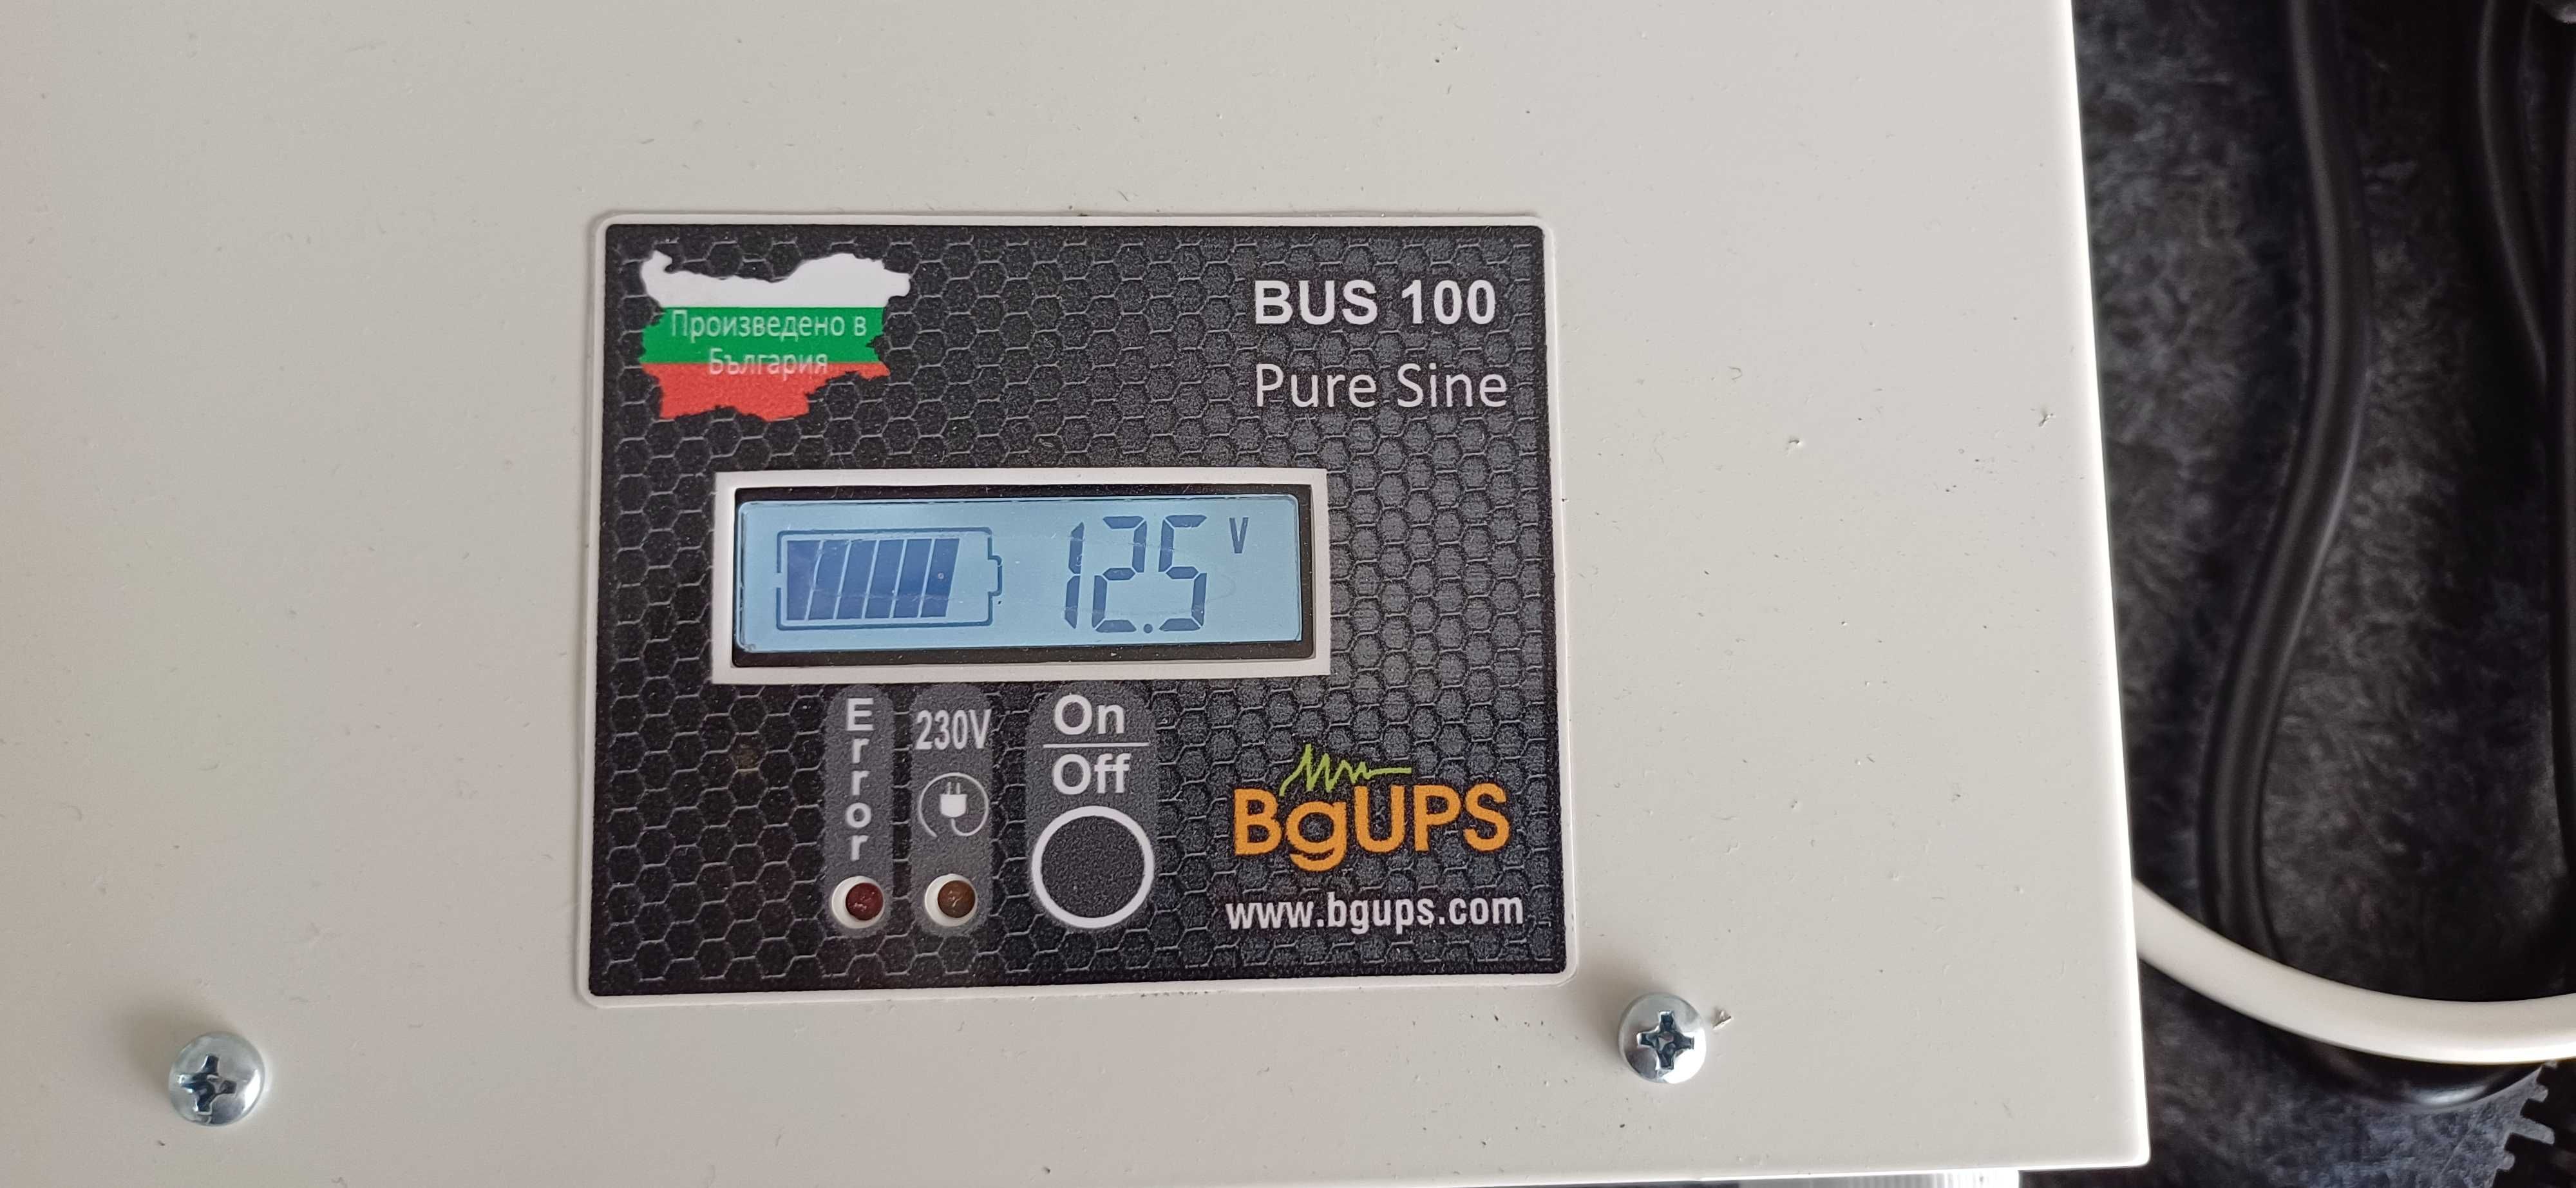 Произведено в
България
BUS 100
Pure Sine
12.5 V
Error
230V
On
Off
BgUPS
www.bgups.com